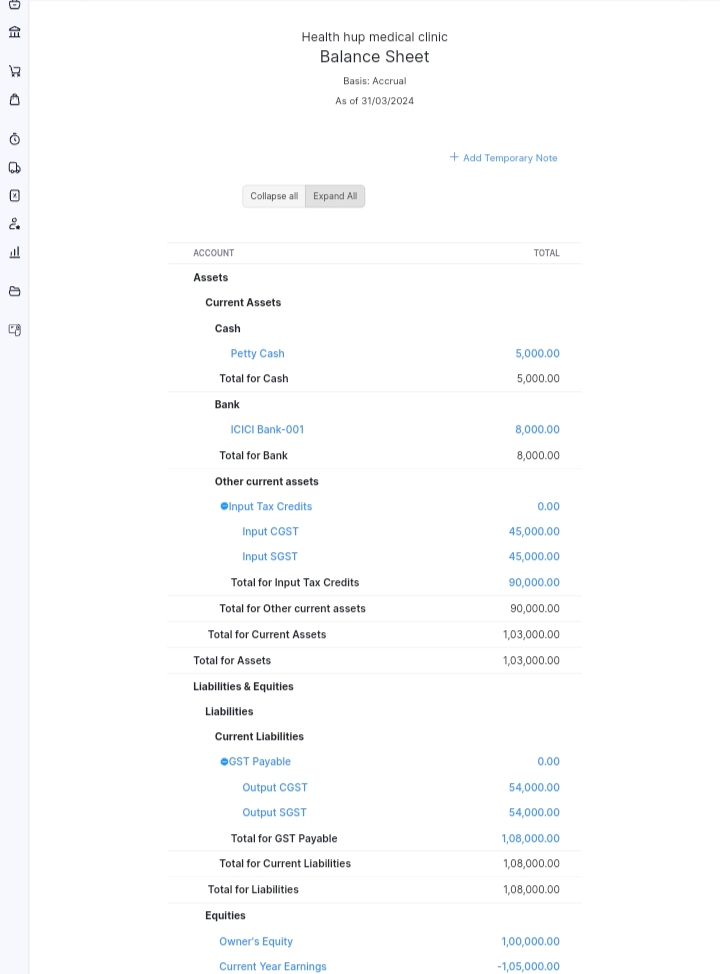 Health hup medical clinic
Balance Sheet
Basis: Accrual
As of 31/03/2024
+ Add Temporary Note
Collapse all Expand All
ACCOUNT TOTAL
Assets
Current Assets
Cash
Petty Cash 5,000.00
Total for Cash 5,000.00
Bank
ICICI Bank-001 8,000.00
Total for Bank 8,000.00
Other current assets
Input Tax Credits 0.00
Input CGST 45,000.00
Input SGST 45,000.00
Total for Input Tax Credits 90,000.00
Total for Other current assets 90,000.00
Total for Current Assets 1,03,000.00
Total for Assets 1,03,000.00
Liabilities & Equities
Liabilities
Current Liabilities
GST Payable 0.00
Output CGST 54,000.00
Output SGST 54,000.00
Total for GST Payable 1,08,000.00
Total for Current Liabilities 1,08,000.00
Total for Liabilities 1,08,000.00
Equities
Owner's Equity 1,00,000.00
Current Year Earnings -1,05,000.00